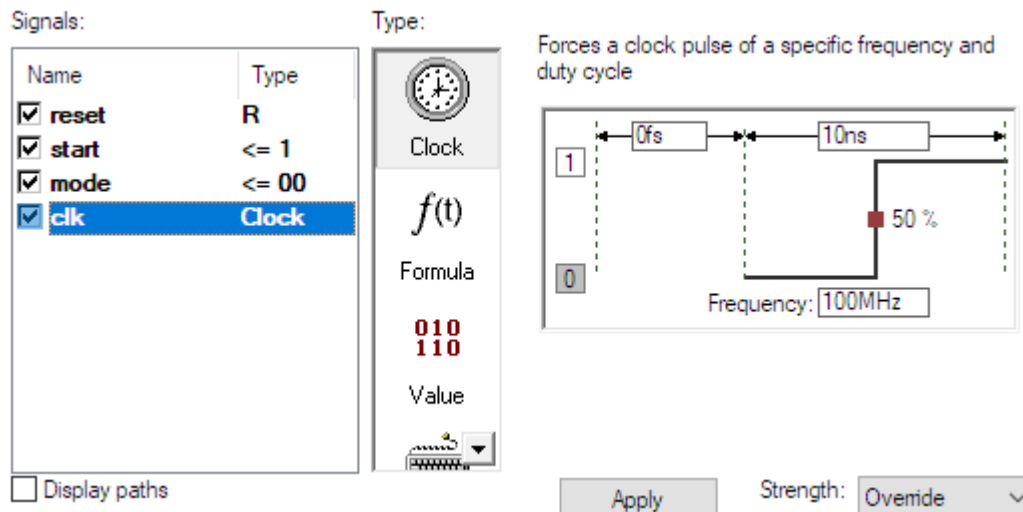 Signals:
Type:
Forces a clock pulse of a specific frequency and
duty cycle
Name Type
reset R
start <= 1
mode <= 00
clk Clock
Clock
f(t)
Formula
010
110
Value
0fs
10ns
1
50 %
0
Frequency: 100MHz
Display paths
Apply
Strength: Override